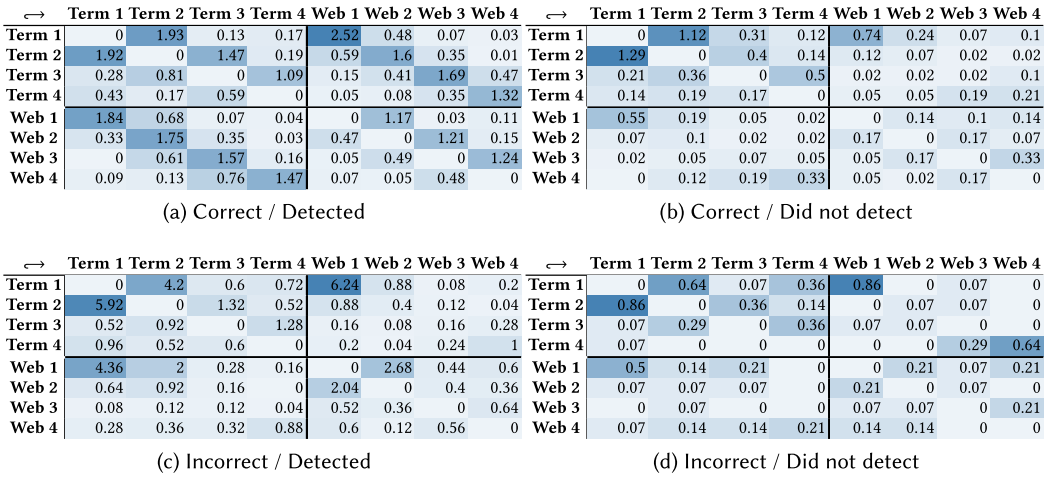 ↪ Term 1 Term 2 Term 3 Term 4 Web 1 Web 2 Web 3 Web 4
Term 1 0 1.93 0.13 0.17 2.52 0.48 0.07 0.03
Term 2 1.92 0 1.47 0.19 0.59 1.6 0.35 0.01
Term 3 0.28 0.81 0 1.09 0.15 0.41 1.69 0.47
Term 4 0.43 0.17 0.59 0 0.05 0.08 0.35 1.32
Web 1 1.84 0.68 0.07 0.04 0 1.17 0.03 0.11
Web 2 0.33 1.75 0.35 0.03 0.47 0 1.21 0.15
Web 3 0 0.61 1.57 0.16 0.05 0.49 0 1.24
Web 4 0.09 0.13 0.76 1.47 0.07 0.05 0.48 0
(a) Correct / Detected
↪ Term 1 Term 2 Term 3 Term 4 Web 1 Web 2 Web 3 Web 4
Term 1 0 1.12 0.31 0.12 0.74 0.24 0.07 0.1
Term 2 1.29 0 0.4 0.14 0.12 0.07 0.02 0.02
Term 3 0.21 0.36 0 0.5 0.02 0.02 0.02 0.1
Term 4 0.14 0.19 0.17 0 0.05 0.05 0.19 0.21
Web 1 0.55 0.19 0.05 0.02 0 0.14 0.1 0.14
Web 2 0.07 0.1 0.02 0.02 0.17 0 0.17 0.07
Web 3 0.02 0.05 0.07 0.05 0.05 0.17 0 0.33
Web 4 0 0.12 0.19 0.33 0.05 0.02 0.17 0
(b) Correct / Did not detect
↪ Term 1 Term 2 Term 3 Term 4 Web 1 Web 2 Web 3 Web 4
Term 1 0 4.2 0.6 0.72 6.24 0.88 0.08 0.2
Term 2 5.92 0 1.32 0.52 0.88 0.4 0.12 0.04
Term 3 0.52 0.92 0 1.28 0.16 0.08 0.16 0.28
Term 4 0.96 0.52 0.6 0 0.2 0.04 0.24 1
Web 1 4.36 2 0.28 0.16 0 2.68 0.44 0.6
Web 2 0.64 0.92 0.16 0 2.04 0 0.4 0.36
Web 3 0.08 0.12 0.12 0.04 0.52 0.36 0 0.64
Web 4 0.28 0.36 0.32 0.88 0.6 0.12 0.56 0
(c) Incorrect / Detected
↪ Term 1 Term 2 Term 3 Term 4 Web 1 Web 2 Web 3 Web 4
Term 1 0 0.64 0.07 0.36 0.86 0 0.07 0
Term 2 0.86 0 0.36 0.14 0 0.07 0.07 0
Term 3 0.07 0.29 0 0.36 0.07 0.07 0 0
Term 4 0.07 0 0 0 0 0 0.29 0.64
Web 1 0.5 0.14 0.21 0 0 0.21 0.07 0.21
Web 2 0.07 0.07 0.07 0 0.21 0 0.07 0
Web 3 0 0.07 0 0 0.07 0.07 0 0.21
Web 4 0.07 0.14 0.14 0.21 0.14 0.14 0 0
(d) Incorrect / Did not detect